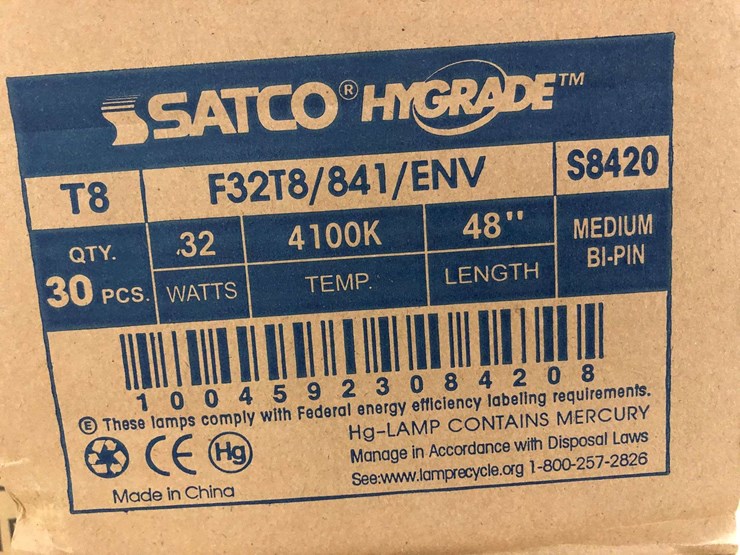 SATCO® HYGRADE™
T8 F32T8/841/ENV S8420
QTY. 32 4100K 48" MEDIUM
30 PCS. WATTS TEMP. LENGTH BI-PIN
1 0 0 4 5 9 2 3 0 8 4 2 0 8
Ⓔ These lamps comply with Federal energy efficiency labeling requirements.
CE Hg Hg-LAMP CONTAINS MERCURY
Manage in Accordance with Disposal Laws
Made in China See:www.lamprecycle.org 1-800-257-2826